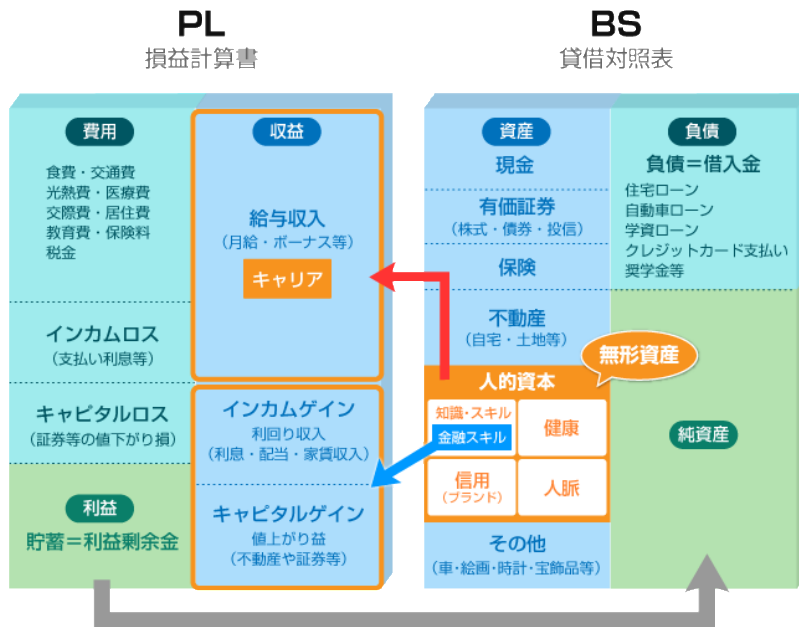 PL
損益計算書
費用
食費・交通費
光熱費・医療費
交際費・居住費
教育費・保険料
税金
インカムロス
（支払い利息等）
キャピタルロス
（証券等の値下がり損）
利益
貯蓄＝利益剰余金
収益
給与収入
（月給・ボーナス等）
キャリア
インカムゲイン
利回り収入
（利息・配当・家賃収入）
キャピタルゲイン
値上がり益
（不動産や証券等）
BS
貸借対照表
資産
現金
有価証券
（株式・債券・投信）
保険
不動産
（自宅・土地等）
無形資産
人的資本
知識・スキル
金融スキル
健康
信用
（ブランド）
人脈
その他
（車・絵画・時計・宝飾品等）
負債
負債＝借入金
住宅ローン
自動車ローン
学資ローン
クレジットカード支払い
奨学金等
純資産